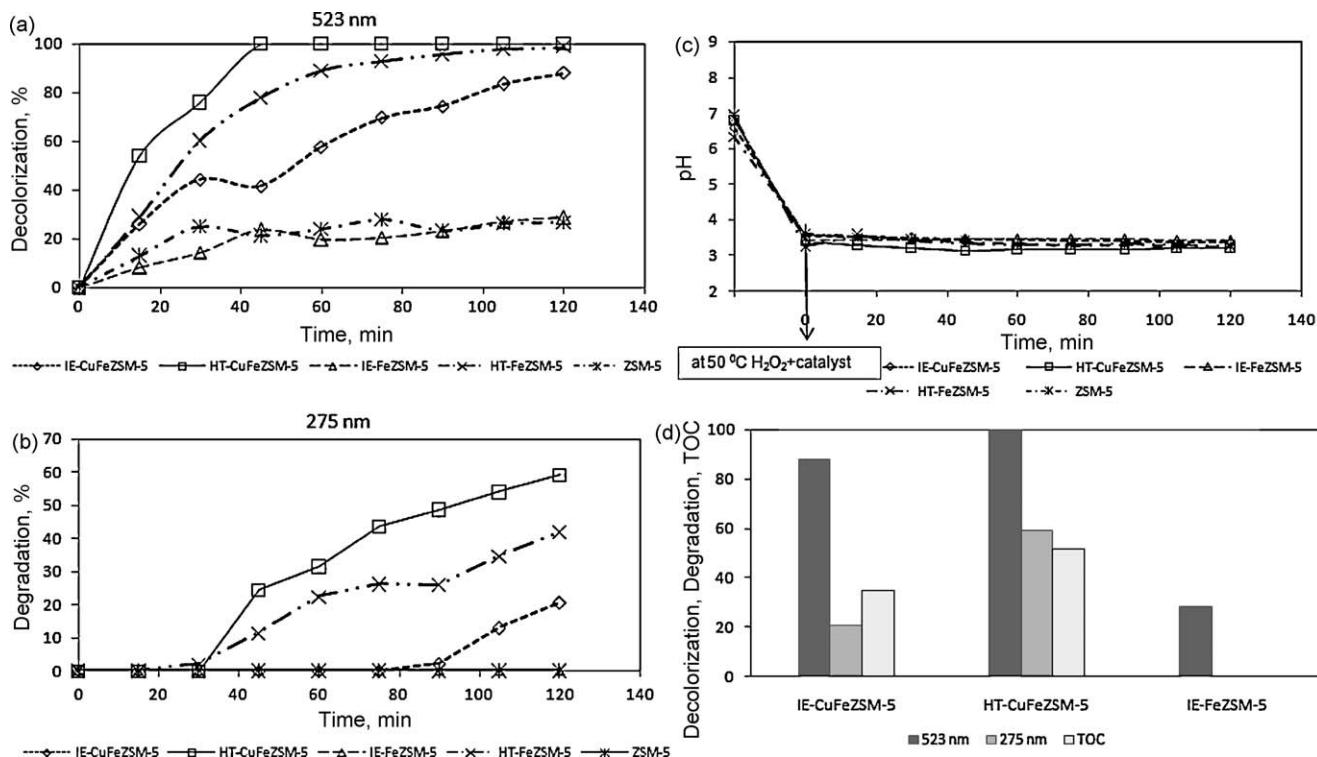 (a)
523 nm
Decolorization, %
100
80
60
40
20
0
0 20 40 60 80 100 120 140
Time, min
IE-CuFeZSM-5 HT-CuFeZSM-5 IE-FeZSM-5 HT-FeZSM-5 ZSM-5
(b)
275 nm
Degradation, %
70
60
50
40
30
20
10
0
0 20 40 60 80 100 120 140
Time, min
IE-CuFeZSM-5 HT-CuFeZSM-5 IE-FeZSM-5 HT-FeZSM-5 ZSM-5
(c)
pH
9
8
7
6
5
4
3
2
0 20 40 60 80 100 120 140
Time, min
at 50 ⁰C H₂O₂+catalyst
IE-CuFeZSM-5 HT-CuFeZSM-5 IE-FeZSM-5
HT-FeZSM-5 ZSM-5
(d)
Decolorization, Degradation, TOC
100
80
60
40
20
0
IE-CuFeZSM-5 HT-CuFeZSM-5 IE-FeZSM-5
523 nm 275 nm TOC